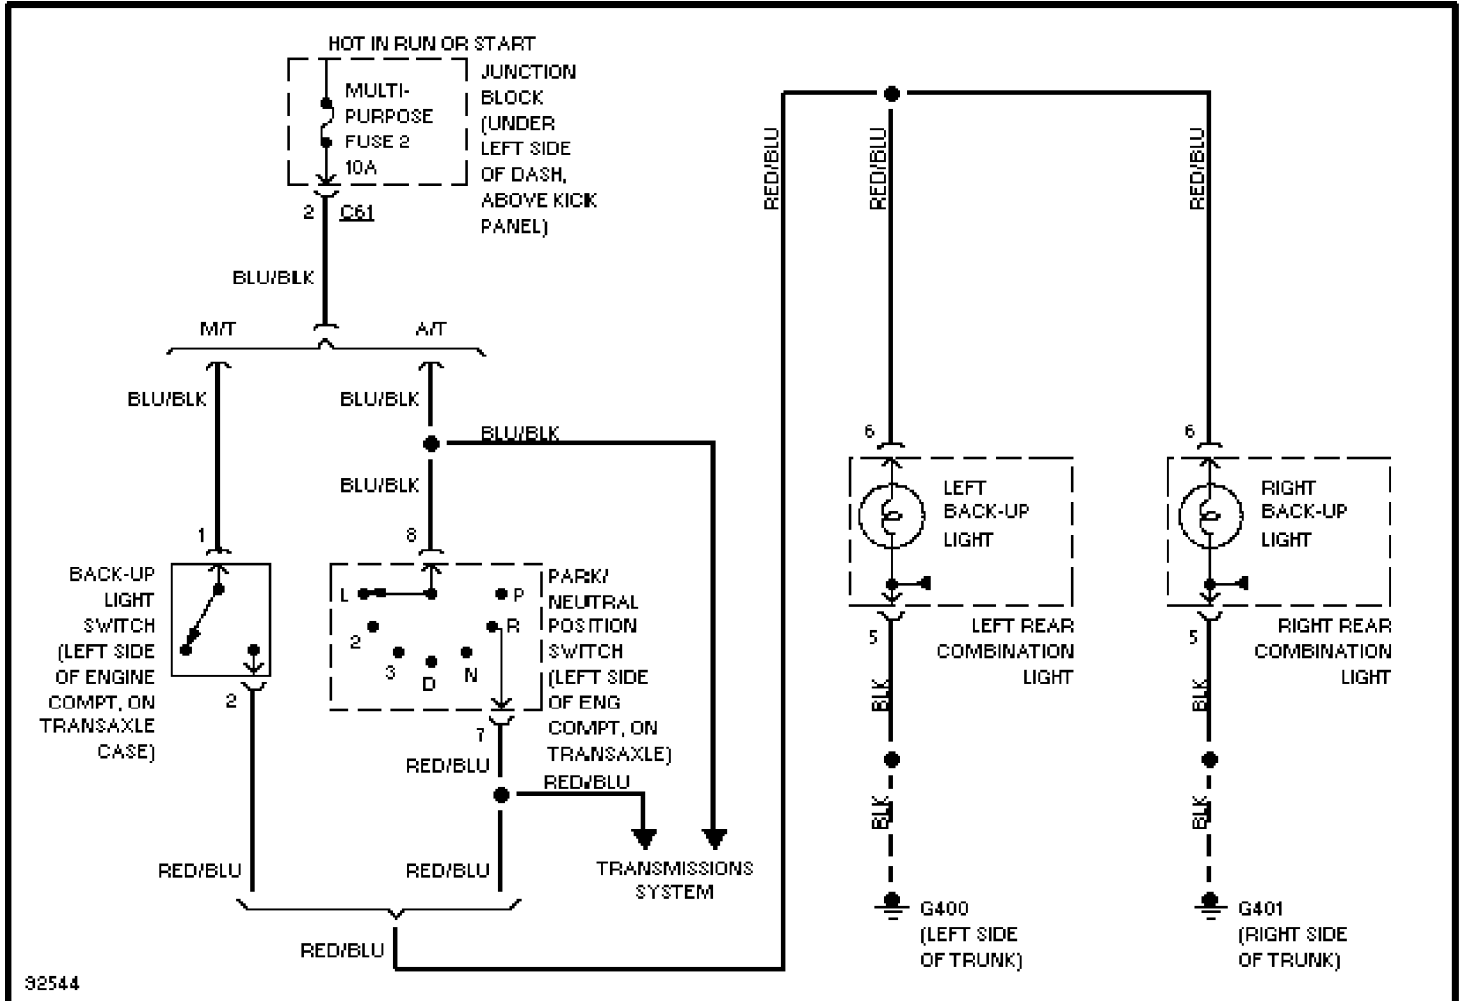 HOT IN RUN OR START
MULTI-
PURPOSE
FUSE 2
10A
JUNCTION
BLOCK
(UNDER
LEFT SIDE
OF DASH,
ABOVE KICK
PANEL)
2
C61
BLU/BLK
M/T
A/T
BLU/BLK
BLU/BLK
BLU/BLK
BLU/BLK
1
8
BACK-UP
LIGHT
SWITCH
(LEFT SIDE
OF ENGINE
COMPT, ON
TRANSAXLE
CASE)
2
L
P
2
R
3
D
N
PARK/
NEUTRAL
POSITION
SWITCH
(LEFT SIDE
OF ENG
COMPT, ON
TRANSAXLE)
7
RED/BLU
RED/BLU
RED/BLU
RED/BLU
TRANSMISSIONS
SYSTEM
RED/BLU
RED/BLU
RED/BLU
RED/BLU
6
6
LEFT
BACK-UP
LIGHT
RIGHT
BACK-UP
LIGHT
5
LEFT REAR
COMBINATION
LIGHT
5
RIGHT REAR
COMBINATION
LIGHT
BLK
BLK
BLK
BLK
G400
(LEFT SIDE
OF TRUNK)
G401
(RIGHT SIDE
OF TRUNK)
92544